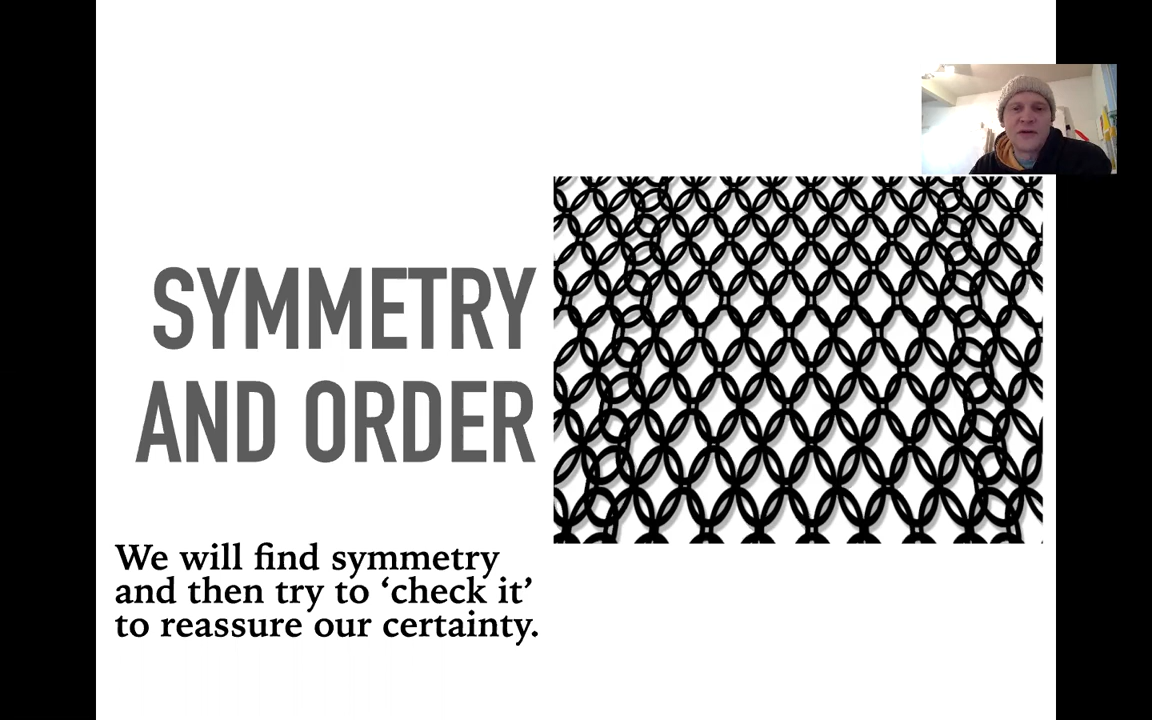 SYMMETRY
AND ORDER
We will find symmetry
and then try to ‘check it’
to reassure our certainty.